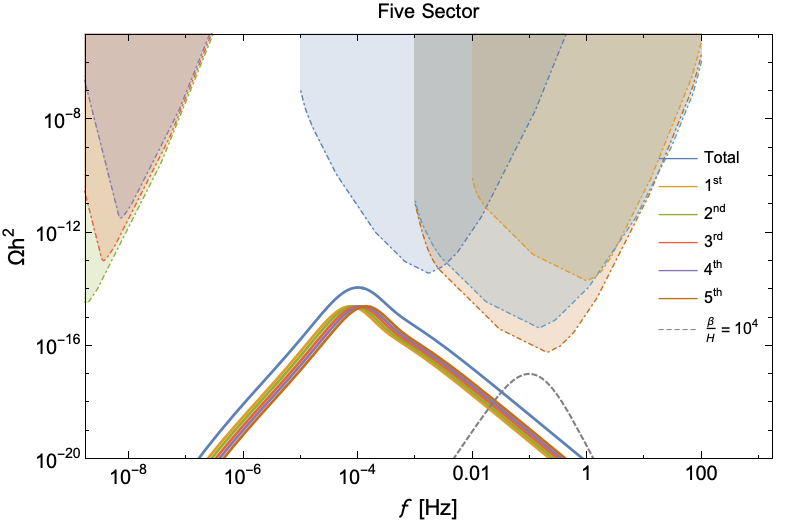 Five Sector
Ωh²
10⁻⁸
10⁻¹²
10⁻¹⁶
10⁻²⁰
Total
1ˢᵗ
2ⁿᵈ
3ʳᵈ
4ᵗʰ
5ᵗʰ
β/H = 10⁴
10⁻⁸ 10⁻⁶ 10⁻⁴ 0.01 1 100
f [Hz]